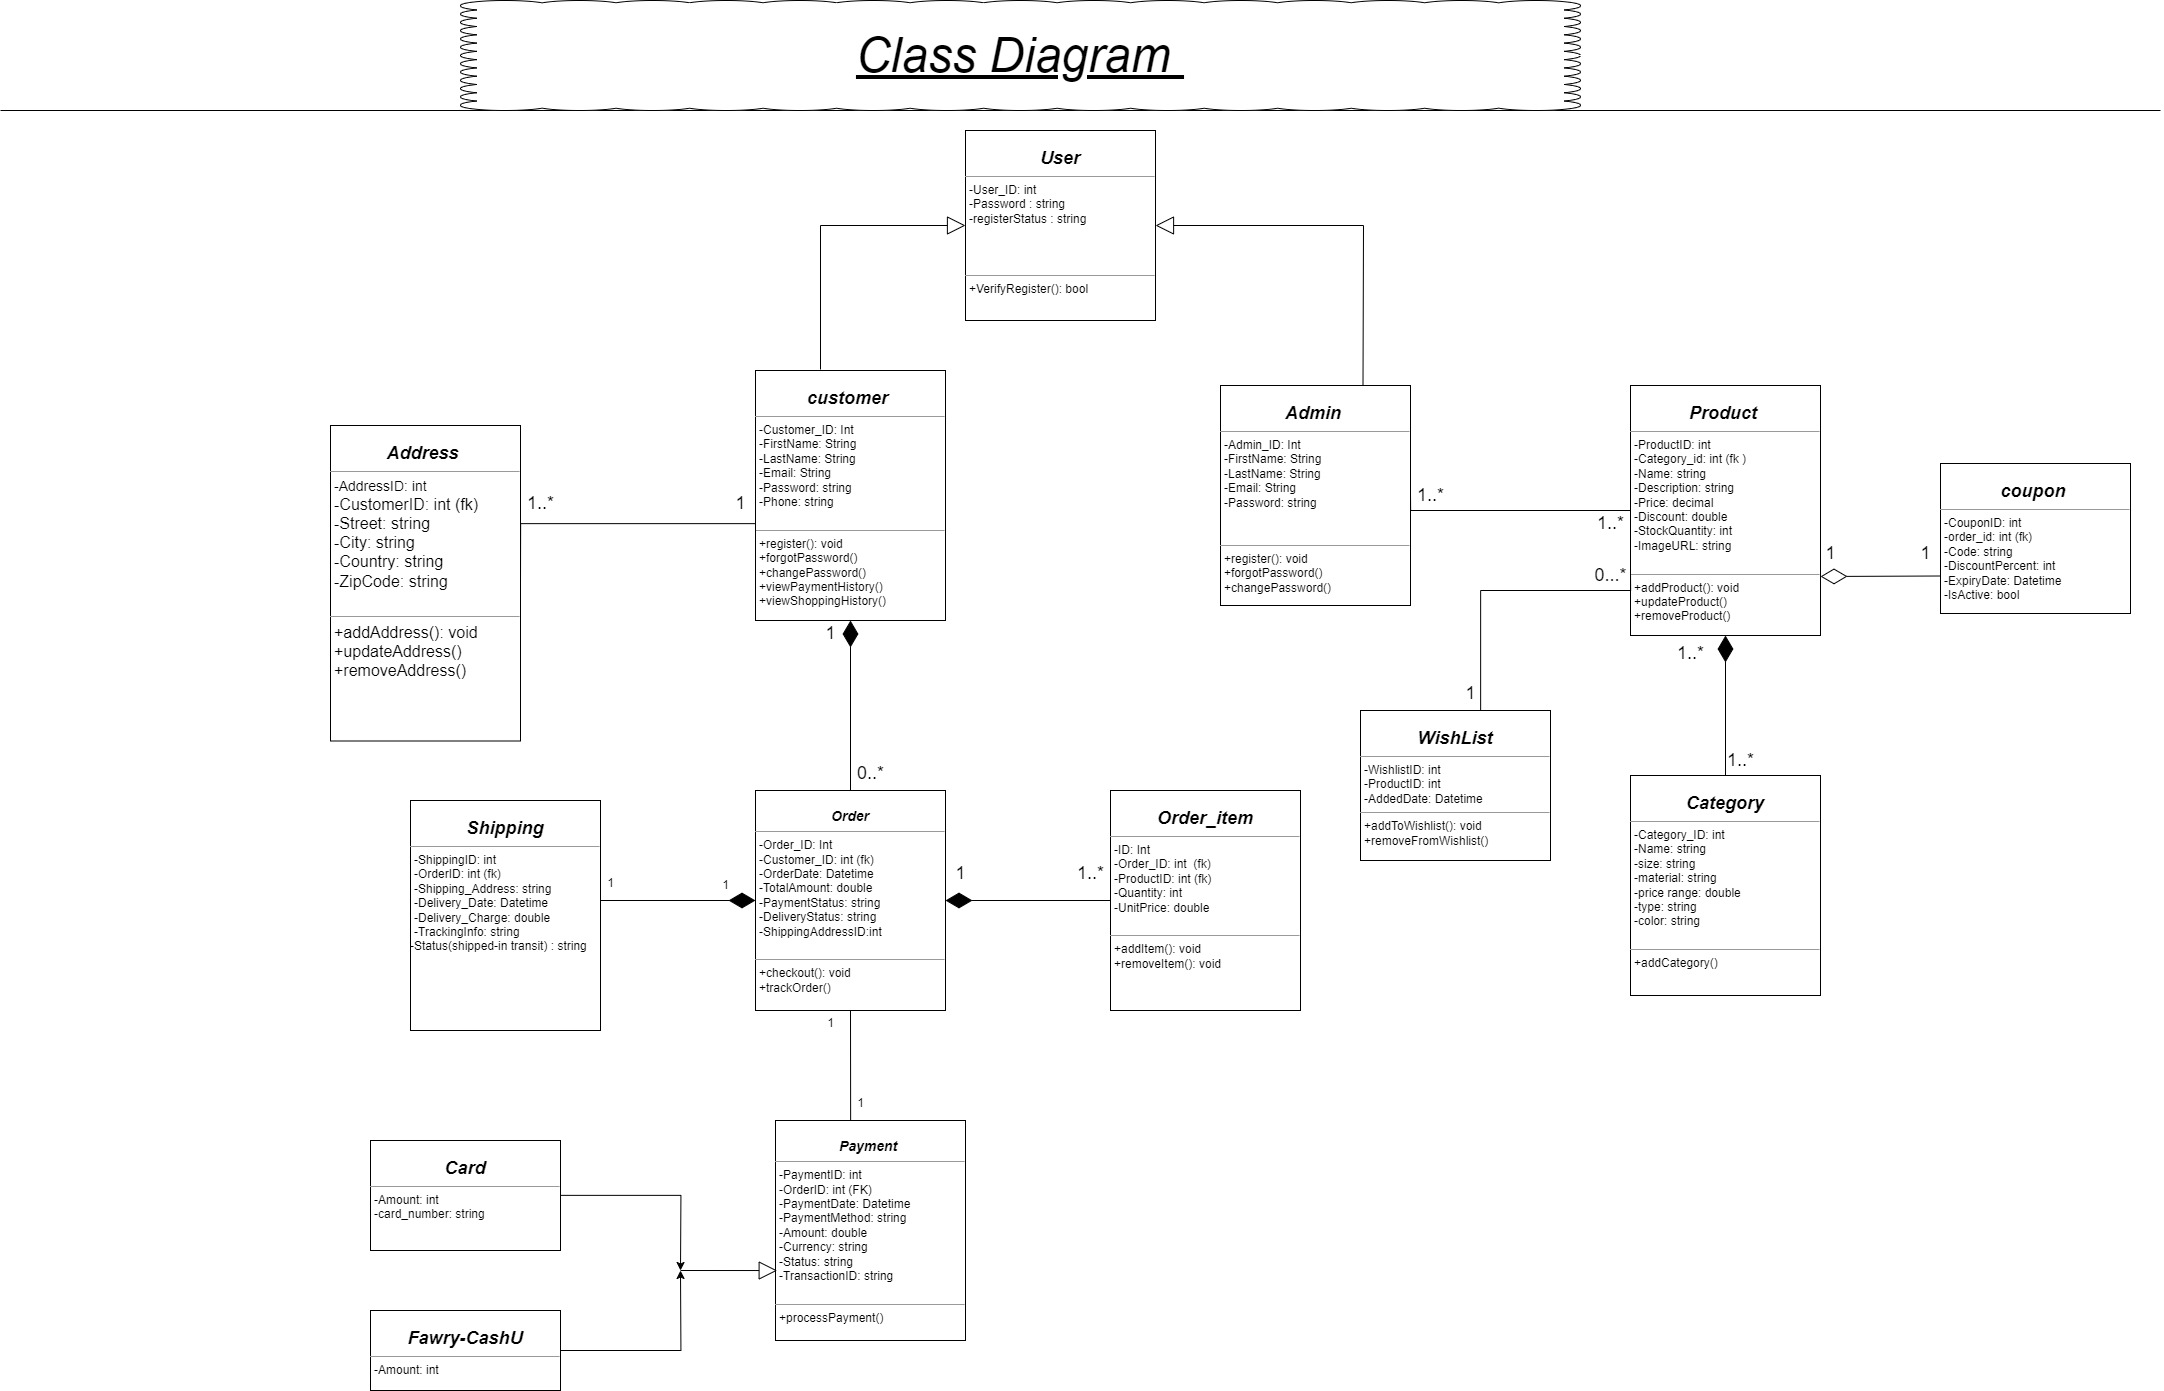 Class Diagram
User
-User_ID: int
-Password : string
-registerStatus : string
+VerifyRegister(): bool
customer
-Customer_ID: Int
-FirstName: String
-LastName: String
-Email: String
-Password: string
-Phone: string
+register(): void
+forgotPassword()
+changePassword()
+viewPaymentHistory()
+viewShoppingHistory()
Admin
-Admin_ID: Int
-FirstName: String
-LastName: String
-Email: String
-Password: string
+register(): void
+forgotPassword()
+changePassword()
Product
-ProductID: int
-Category_id: int (fk )
-Name: string
-Description: string
-Price: decimal
-Discount: double
-StockQuantity: int
-ImageURL: string
+addProduct(): void
+updateProduct()
+removeProduct()
Address
-AddressID: int
-CustomerID: int (fk)
-Street: string
-City: string
-Country: string
-ZipCode: string
+addAddress(): void
+updateAddress()
+removeAddress()
1..*
1
1..*
1..*
0...*
1
1
1
coupon
-CouponID: int
-order_id: int (fk)
-Code: string
-DiscountPercent: int
-ExpiryDate: Datetime
-IsActive: bool
1
0..*
1..*
1..*
WishList
-WishlistID: int
-ProductID: int
-AddedDate: Datetime
+addToWishlist(): void
+removeFromWishlist()
Category
-Category_ID: int
-Name: string
-size: string
-material: string
-price range: double
-type: string
-color: string
+addCategory()
Shipping
-ShippingID: int
-OrderID: int (fk)
-Shipping_Address: string
-Delivery_Date: Datetime
-Delivery_Charge: double
-TrackingInfo: string
-Status(shipped-in transit) : string
1
1
Order
-Order_ID: Int
-Customer_ID: int (fk)
-OrderDate: Datetime
-TotalAmount: double
-PaymentStatus: string
-DeliveryStatus: string
-ShippingAddressID:int
+checkout(): void
+trackOrder()
1
1..*
Order_item
-ID: Int
-Order_ID: int (fk)
-ProductID: int (fk)
-Quantity: int
-UnitPrice: double
+addItem(): void
+removeItem(): void
1
1
Payment
-PaymentID: int
-OrderID: int (FK)
-PaymentDate: Datetime
-PaymentMethod: string
-Amount: double
-Currency: string
-Status: string
-TransactionID: string
+processPayment()
Card
-Amount: int
-card_number: string
Fawry-CashU
-Amount: int